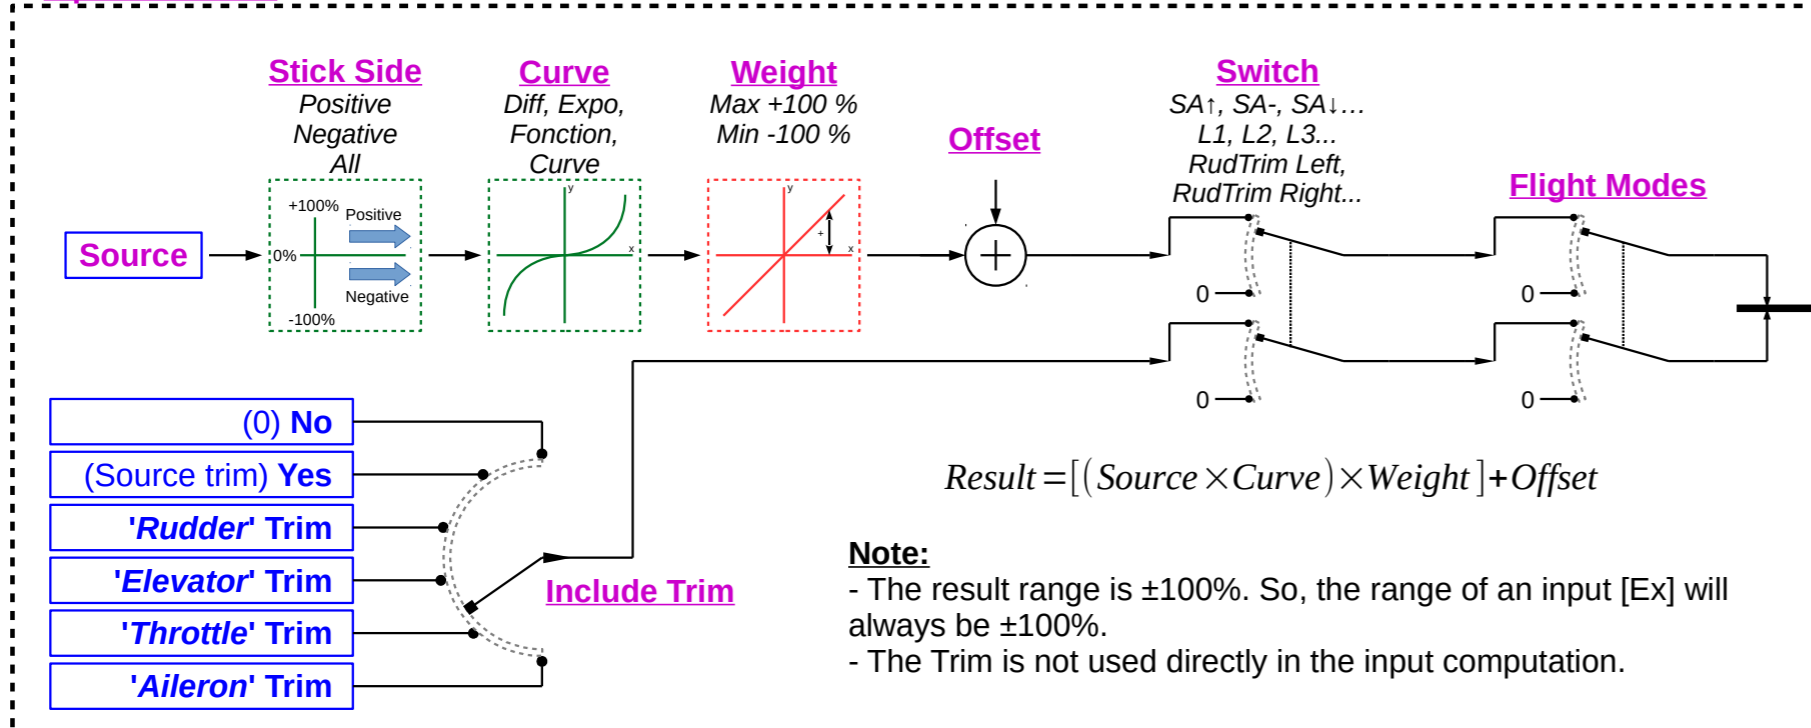 Stick Side
Positive
Negative
All
Curve
Diff, Expo,
Fonction,
Curve
Weight
Max +100 %
Min -100 %
Offset
Switch
SA↑, SA-, SA↓...
L1, L2, L3...
RudTrim Left,
RudTrim Right...
Flight Modes
Source
+100%
Positive
0%
Negative
-100%
y
x
y
+
x
0
0
0
0
(0) No
(Source trim) Yes
'Rudder' Trim
'Elevator' Trim
'Throttle' Trim
'Aileron' Trim
Include Trim
Result=[(Source×Curve)×Weight]+Offset
Note:
- The result range is ±100%. So, the range of an input [Ex] will
always be ±100%.
- The Trim is not used directly in the input computation.